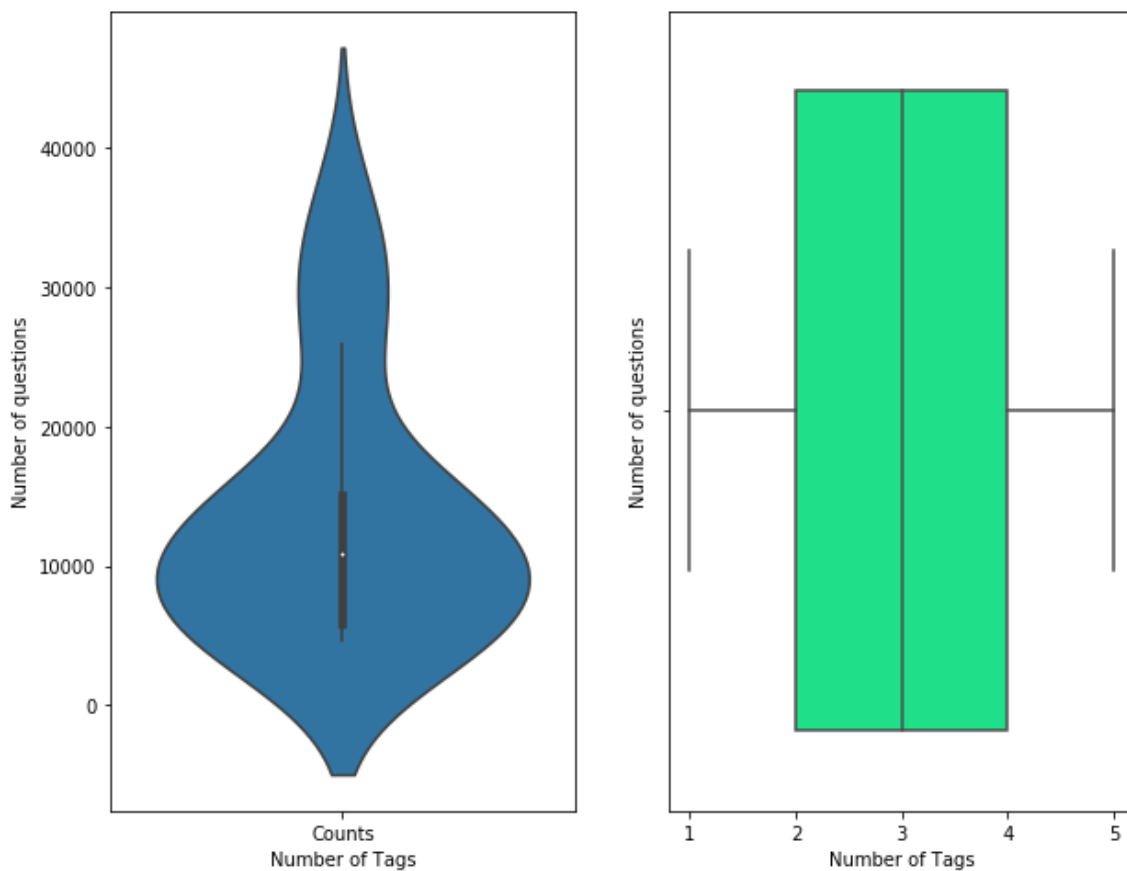 40000
30000
20000
10000
0
Number of questions
Counts
Number of Tags
Number of questions
1 2 3 4 5
Number of Tags